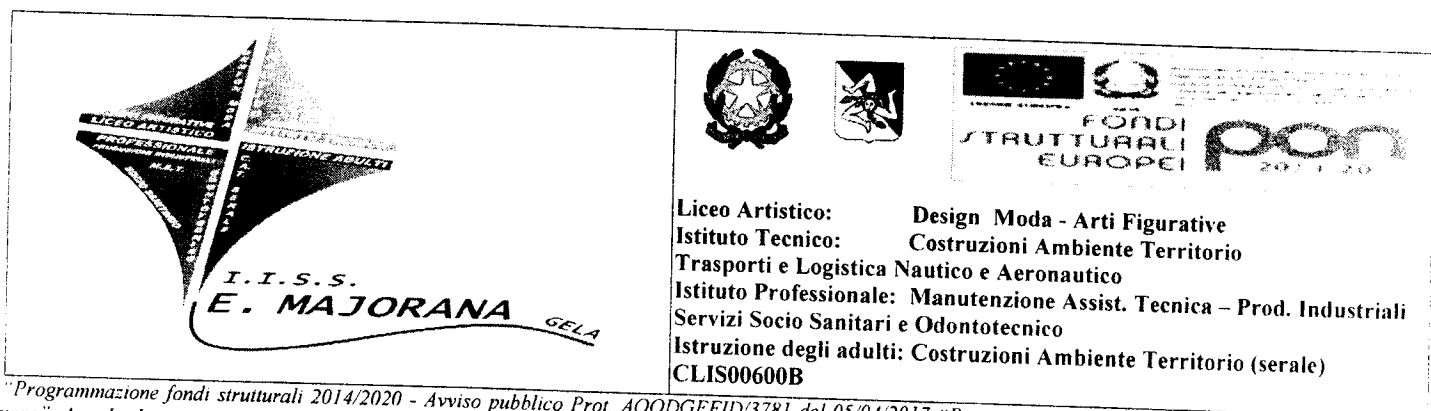 LICEO ARTISTICO
PROFESSIONALE
ISTRUZIONE ADULTI
M.A.T.
I.I.S.S.
E. MAJORANA GELA
FONDI
STRUTTURALI
EUROPEI
pon
2014-20
Liceo Artistico: Design Moda - Arti Figurative
Istituto Tecnico: Costruzioni Ambiente Territorio
Trasporti e Logistica Nautico e Aeronautico
Istituto Professionale: Manutenzione Assist. Tecnica – Prod. Industriali
Servizi Socio Sanitari e Odontotecnico
Istruzione degli adulti: Costruzioni Ambiente Territorio (serale)
CLIS00600B
"Programmazione fondi strutturali 2014/2020 - Avviso pubblico Prot. AOODGEFID/3781 del 05/04/2017